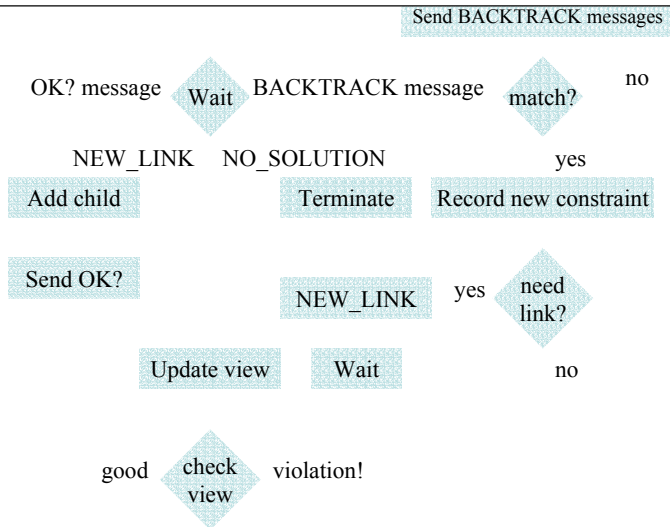 Send BACKTRACK messages
OK? message
Wait
BACKTRACK message
match?
no
NEW_LINK
NO_SOLUTION
yes
Add child
Terminate
Record new constraint
Send OK?
NEW_LINK
yes
need
link?
Update view
Wait
no
good
check
view
violation!